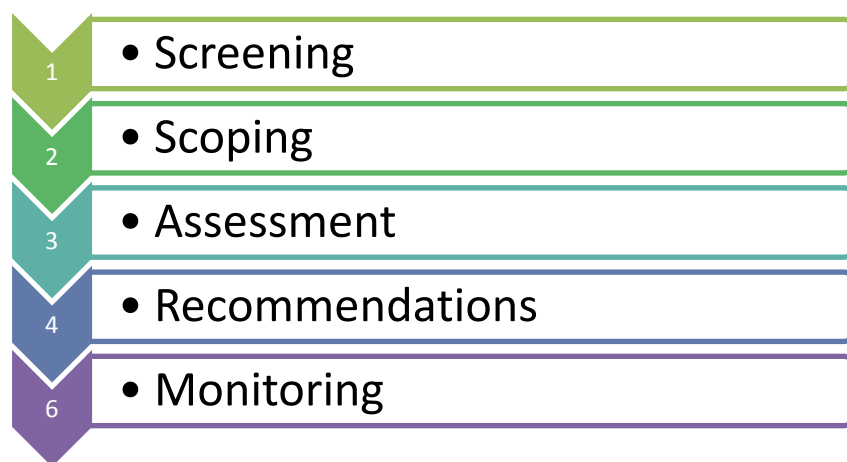 1 • Screening
2 • Scoping
3 • Assessment
4 • Recommendations
6 • Monitoring